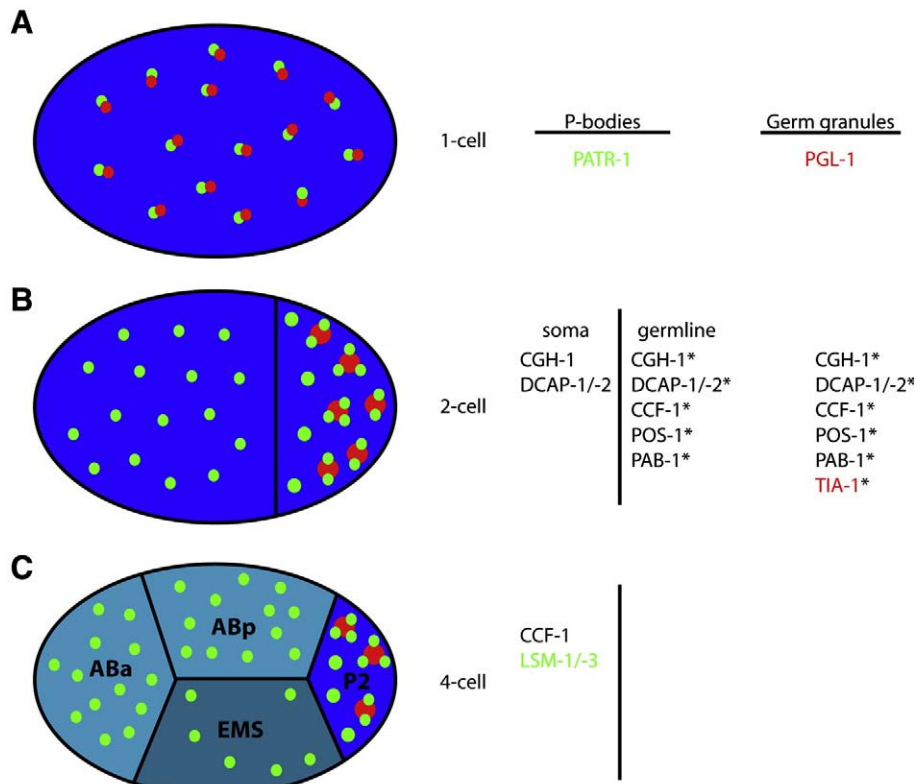 A
1-cell
P-bodies
Germ granules
PATR-1
PGL-1
B
2-cell
soma
germline
CGH-1
CGH-1*
CGH-1*
DCAP-1/-2
DCAP-1/-2*
DCAP-1/-2*
CCF-1*
CCF-1*
POS-1*
POS-1*
PAB-1*
PAB-1*
TIA-1*
C
ABa
ABp
P2
EMS
4-cell
CCF-1
LSM-1/-3